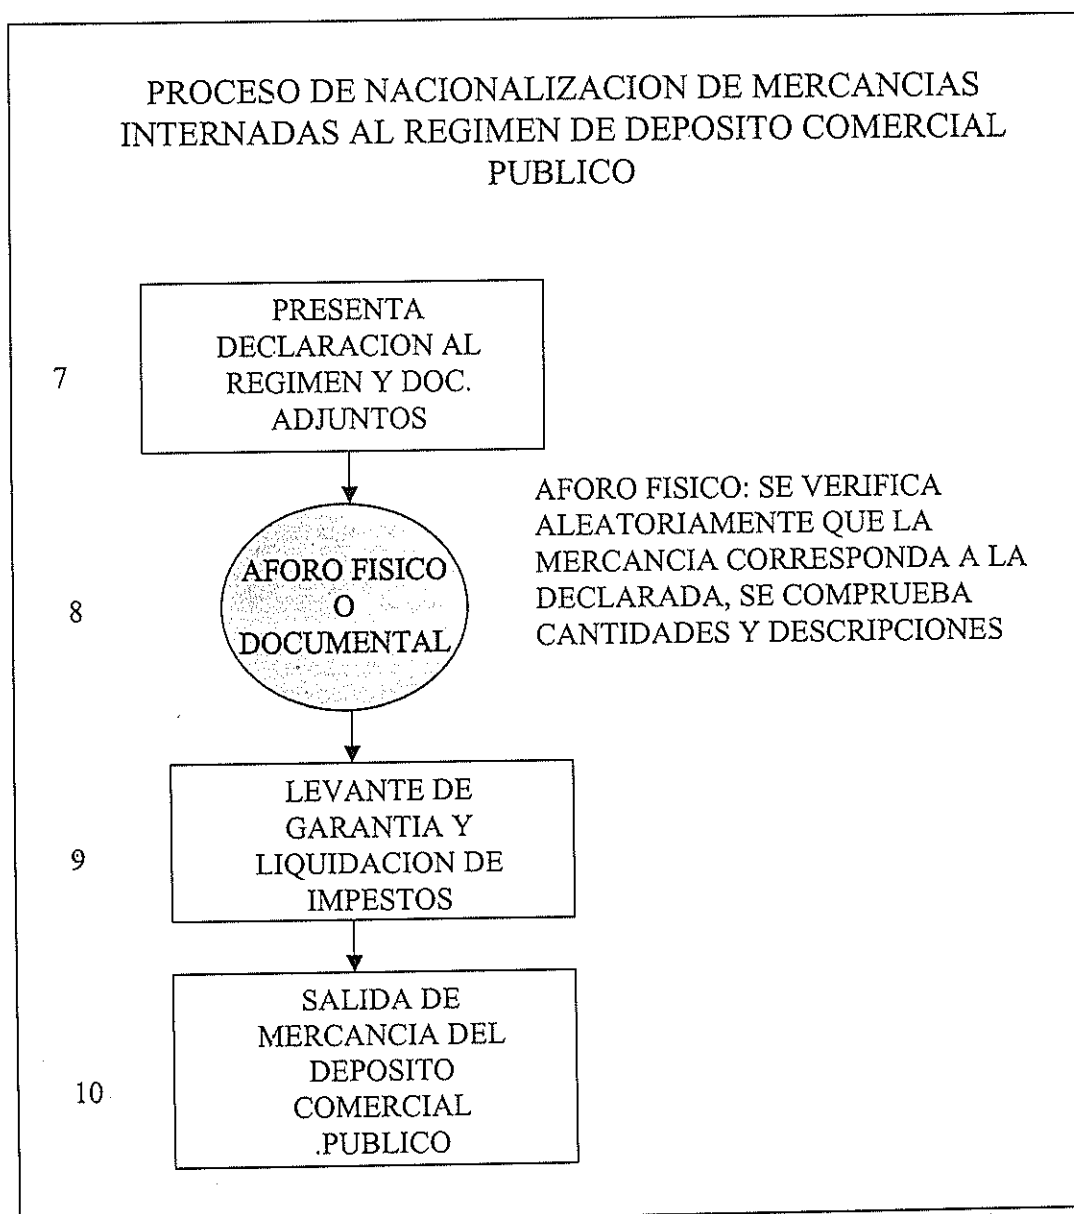 PROCESO DE NACIONALIZACION DE MERCANCIAS
INTERNADAS AL REGIMEN DE DEPOSITO COMERCIAL
PUBLICO
7
PRESENTA
DECLARACION AL
REGIMEN Y DOC.
ADJUNTOS
8
AFORO FISICO
O
DOCUMENTAL
AFORO FISICO: SE VERIFICA
ALEATORIAMENTE QUE LA
MERCANCIA CORRESPONDA A LA
DECLARADA, SE COMPRUEBA
CANTIDADES Y DESCRIPCIONES
9
LEVANTE DE
GARANTIA Y
LIQUIDACION DE
IMPESTOS
10
SALIDA DE
MERCANCIA DEL
DEPOSITO
COMERCIAL
.PUBLICO